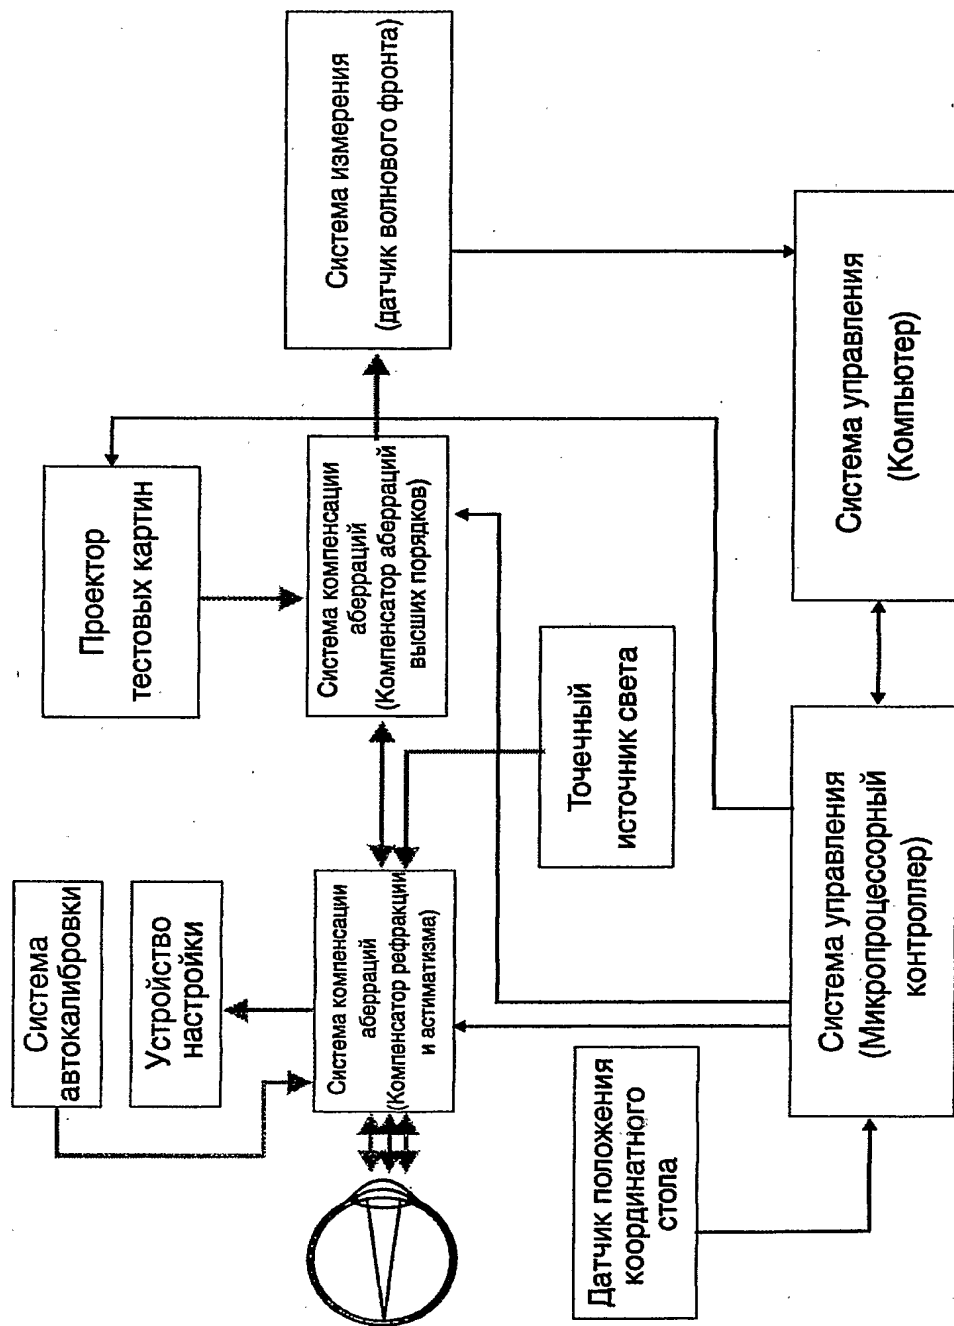 Система
автокалибровки
Устройство
настройки
Проектор
тестовых картин
Система компенсации
аберраций
(Компенсатор рефракции
и астигматизма)
Система компенсации
аберраций
(Компенсатор аберраций
высших порядков)
Система измерения
(датчик волнового фронта)
Точечный
источник света
Датчик положения
координатного
стола
Система управления
(Микропроцессорный
контроллер)
Система управления
(Компьютер)